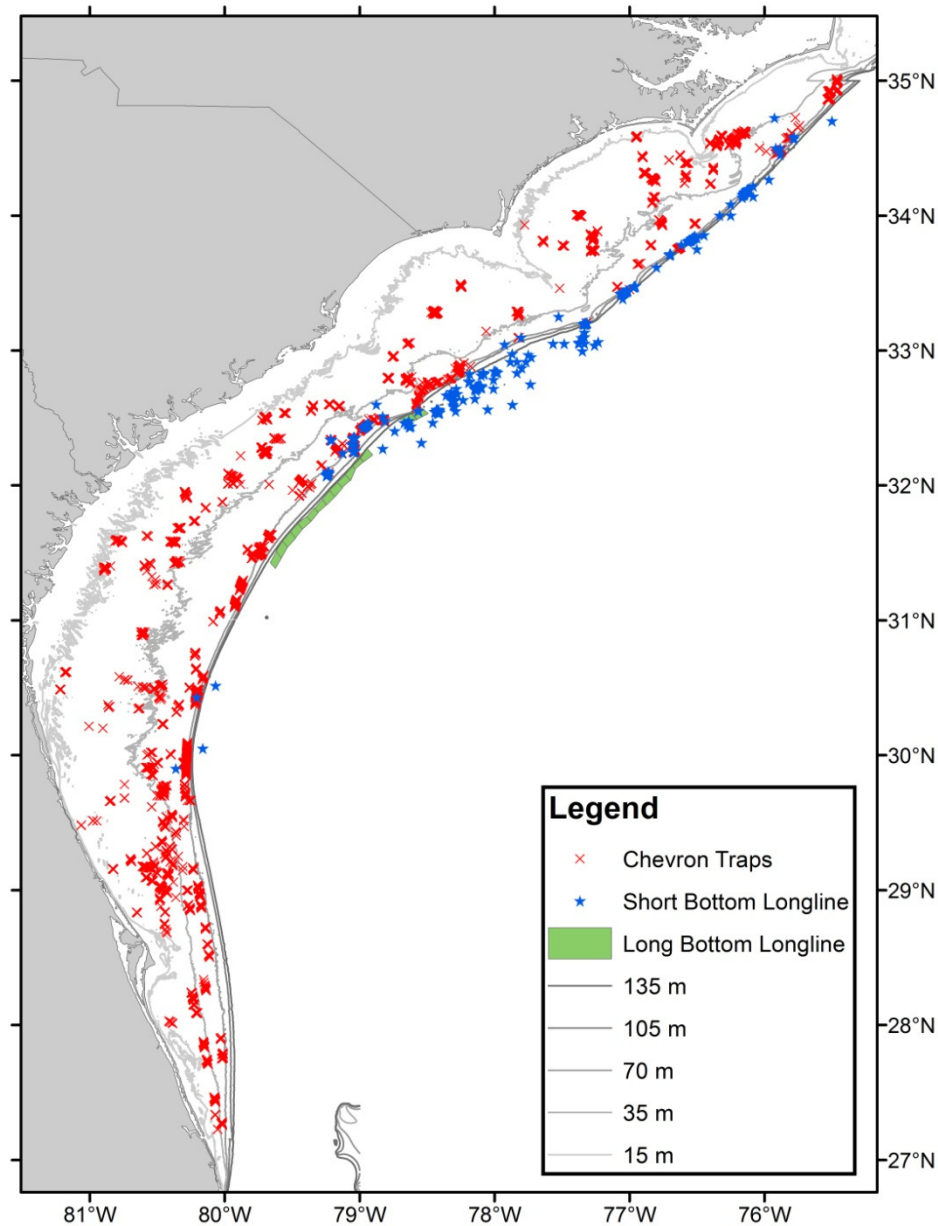 35°N
34°N
33°N
32°N
31°N
30°N
29°N
28°N
27°N
Legend
Chevron Traps
Short Bottom Longline
Long Bottom Longline
135 m
105 m
70 m
35 m
15 m
81°W 80°W 79°W 78°W 77°W 76°W